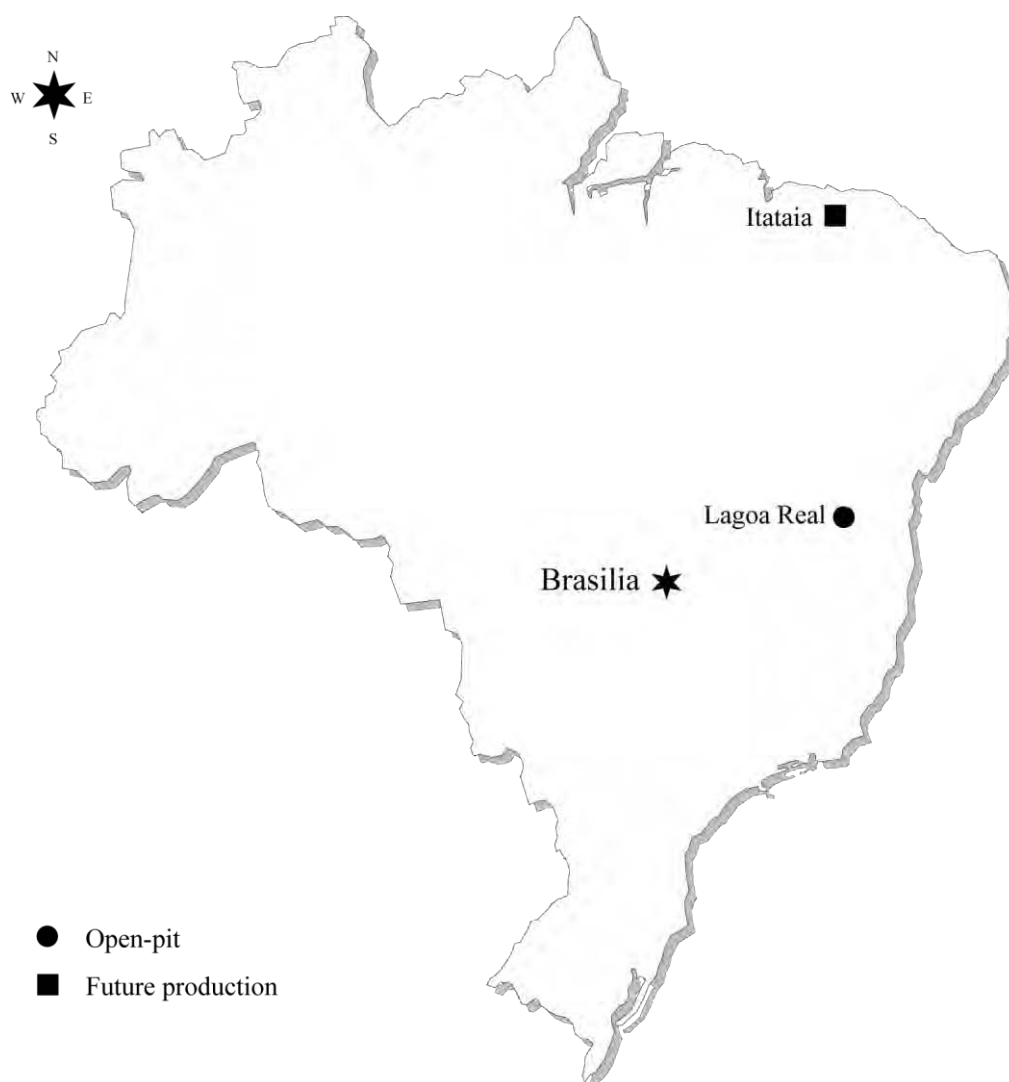 N
W E
S
Itataia
Lagoa Real
Brasilia
Open-pit
Future production